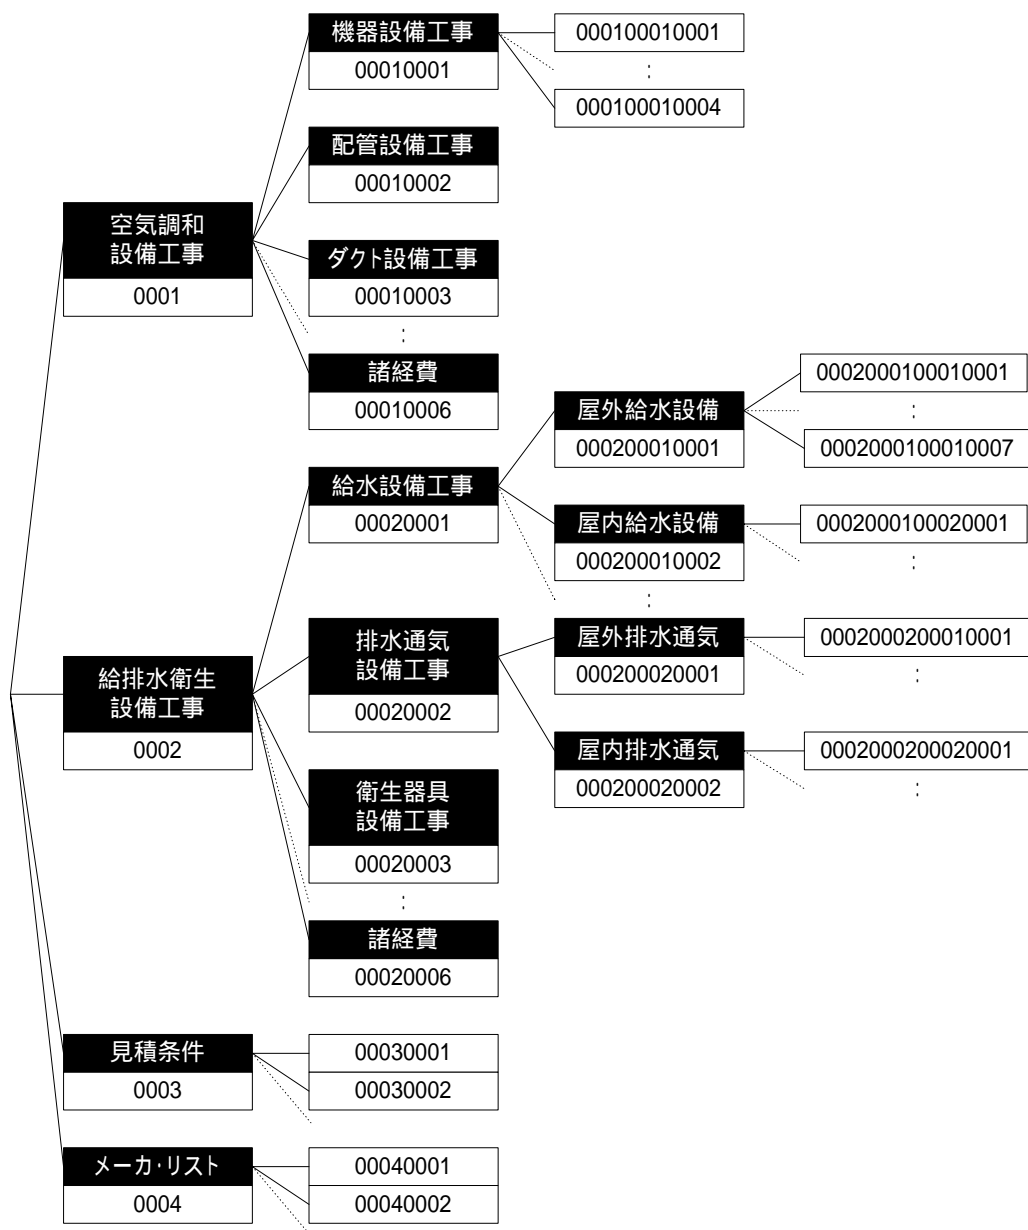 機器設備工事
00010001
000100010001
:
000100010004
配管設備工事
00010002
空気調和
設備工事
0001
ダクト設備工事
00010003
:
諸経費
00010006
屋外給水設備
000200010001
0002000100010001
:
0002000100010007
給水設備工事
00020001
屋内給水設備
000200010002
:
0002000100020001
:
給排水衛生
設備工事
0002
排水通気
設備工事
00020002
屋外排水通気
000200020001
0002000200010001
:
屋内排水通気
000200020002
0002000200020001
:
衛生器具
設備工事
00020003
:
諸経費
00020006
見積条件
0003
00030001
00030002
メーカ・リスト
0004
00040001
00040002